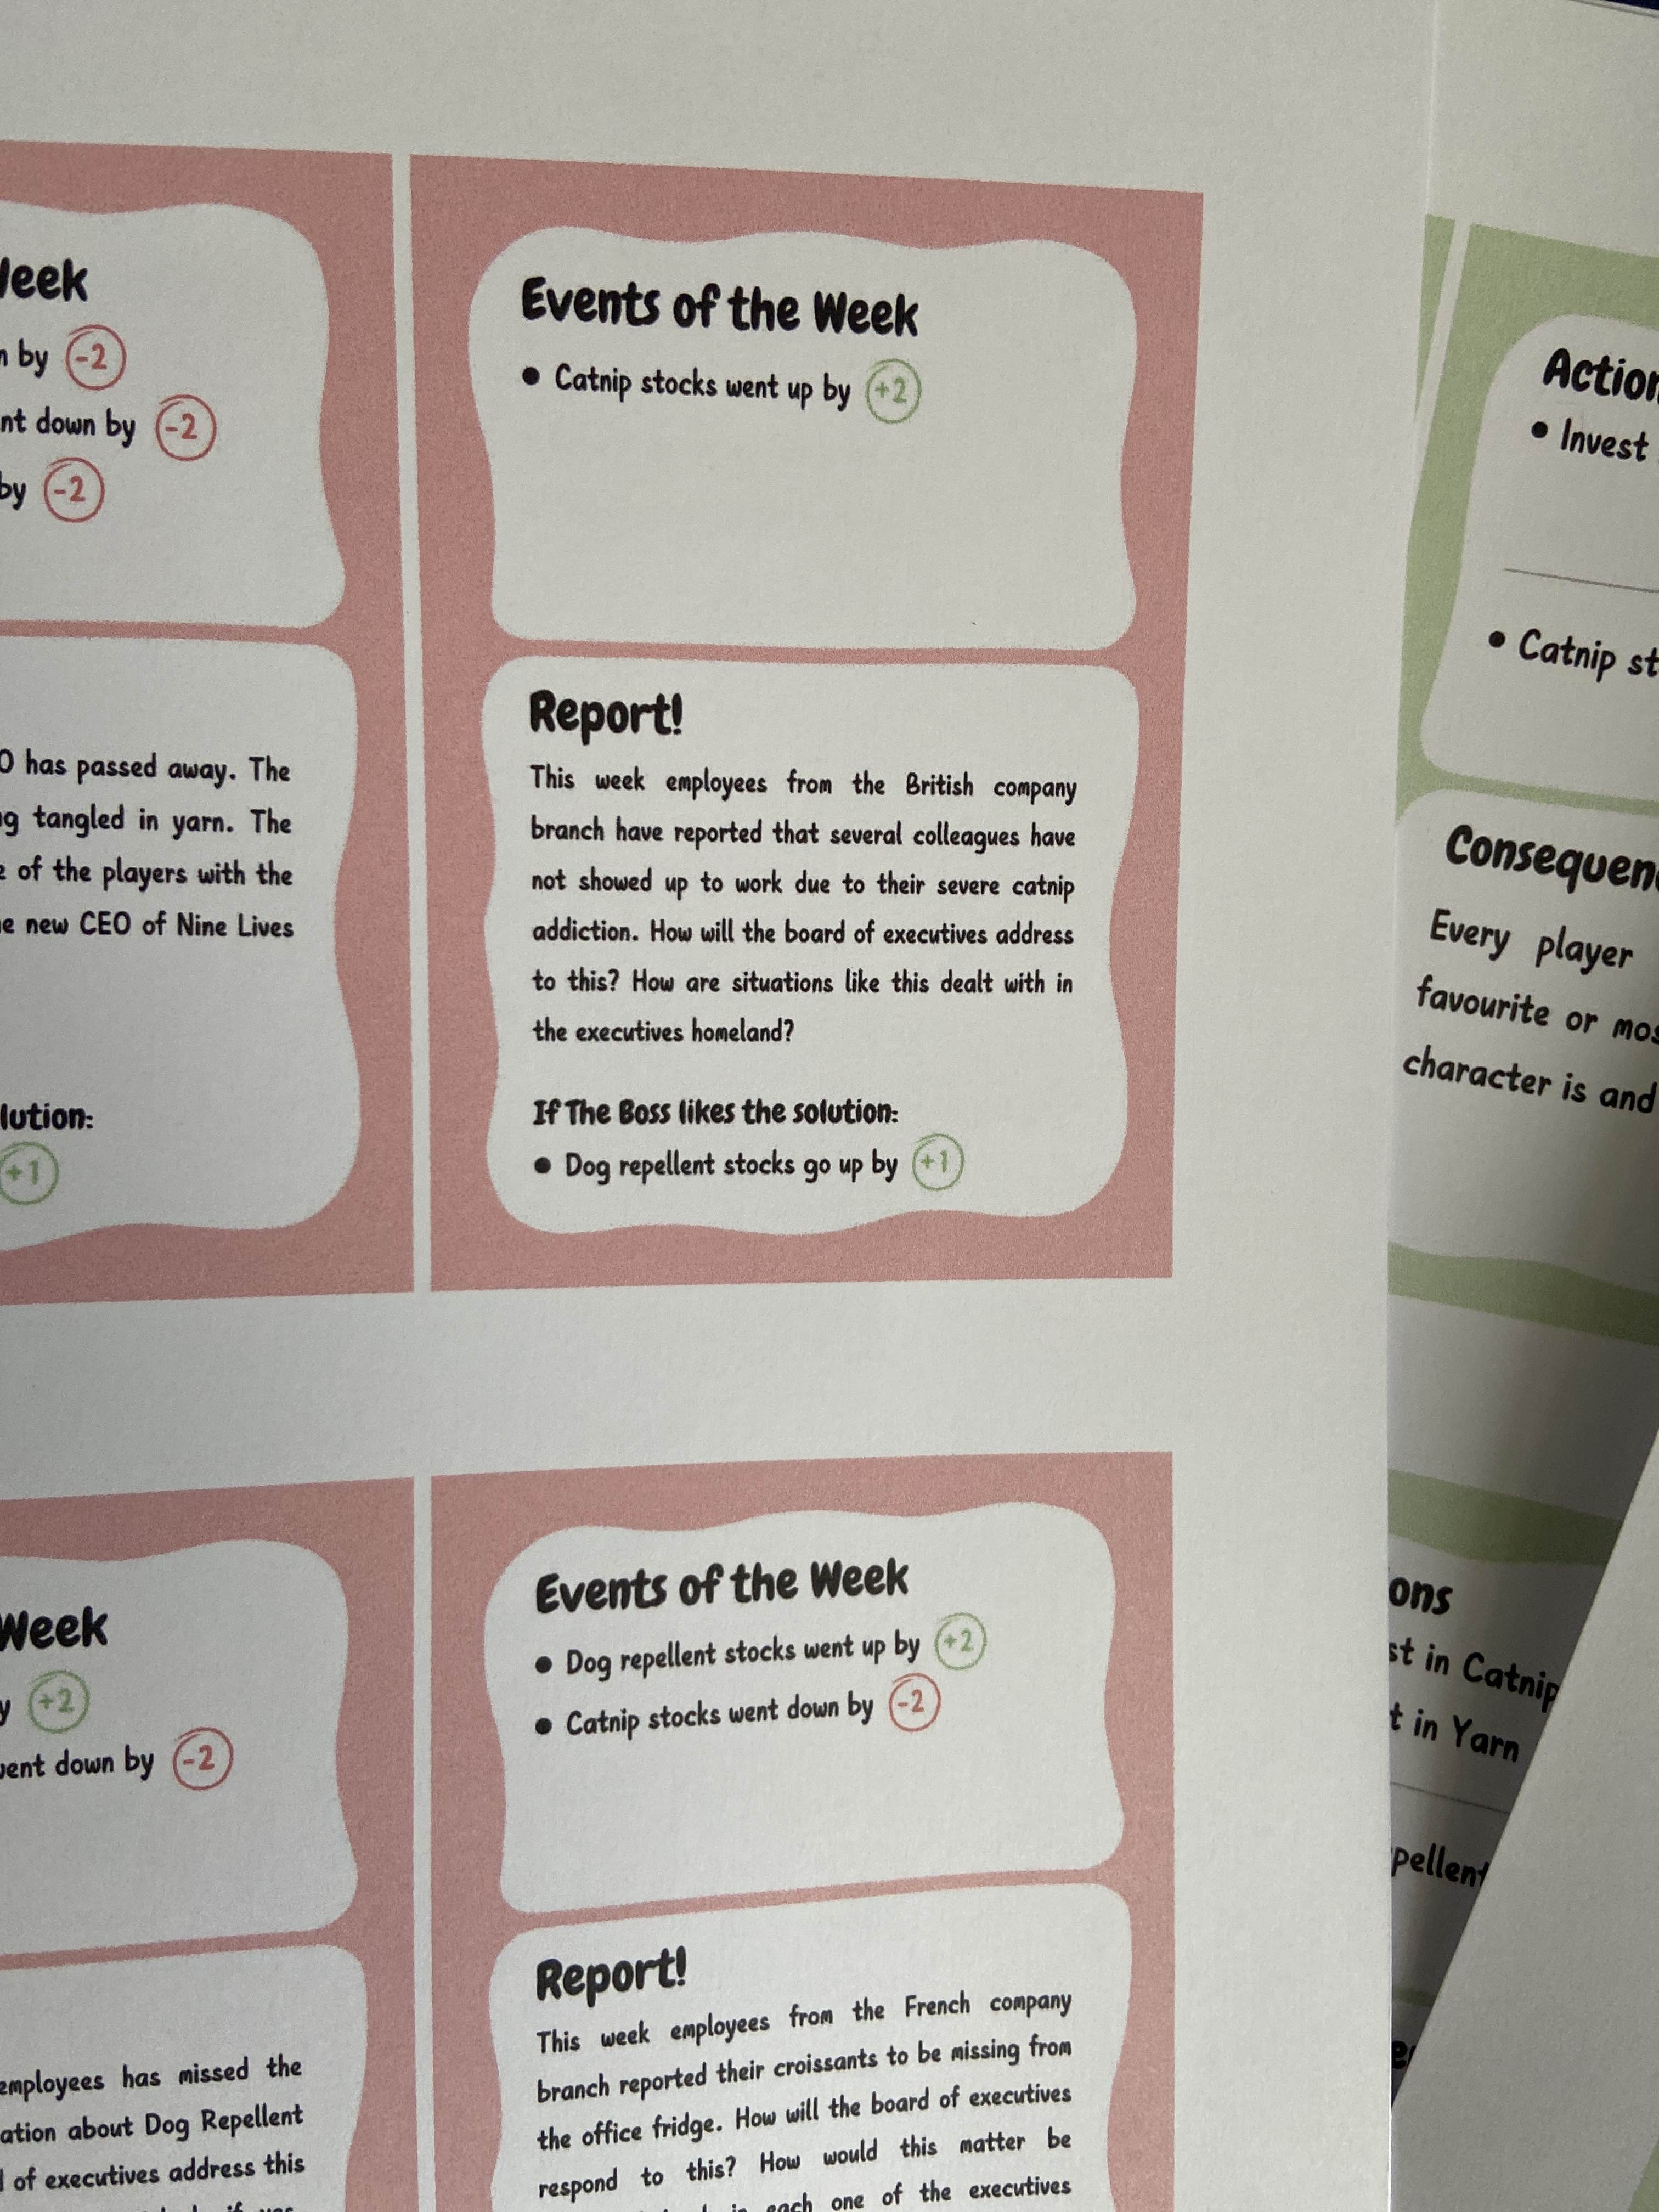 Week
by -2
nt down by -2
by -2
O has passed away. The
tangled in yarn. The
of the players with the
new CEO of Nine Lives
lution:
+1
Events of the Week
• Catnip stocks went up by +2
Report!
This week employees from the British company
branch have reported that several colleagues have
not showed up to work due to their severe catnip
addiction. How will the board of executives address
to this? How are situations like this dealt with in
the executives homeland?
If The Boss likes the solution:
• Dog repellent stocks go up by +1
Week
+2
went down by -2
employees has missed the
ation about Dog Repellent
of executives address this
Events of the Week
• Dog repellent stocks went up by +2
• Catnip stocks went down by -2
Report!
This week employees from the French company
branch reported their croissants to be missing from
the office fridge. How will the board of executives
respond to this? How would this matter be
in each one of the executives
Action
• Invest
• Catnip st
Consequen
Every player
favourite or mos
character is and
ons
st in Catnip
t in Yarn
pellent